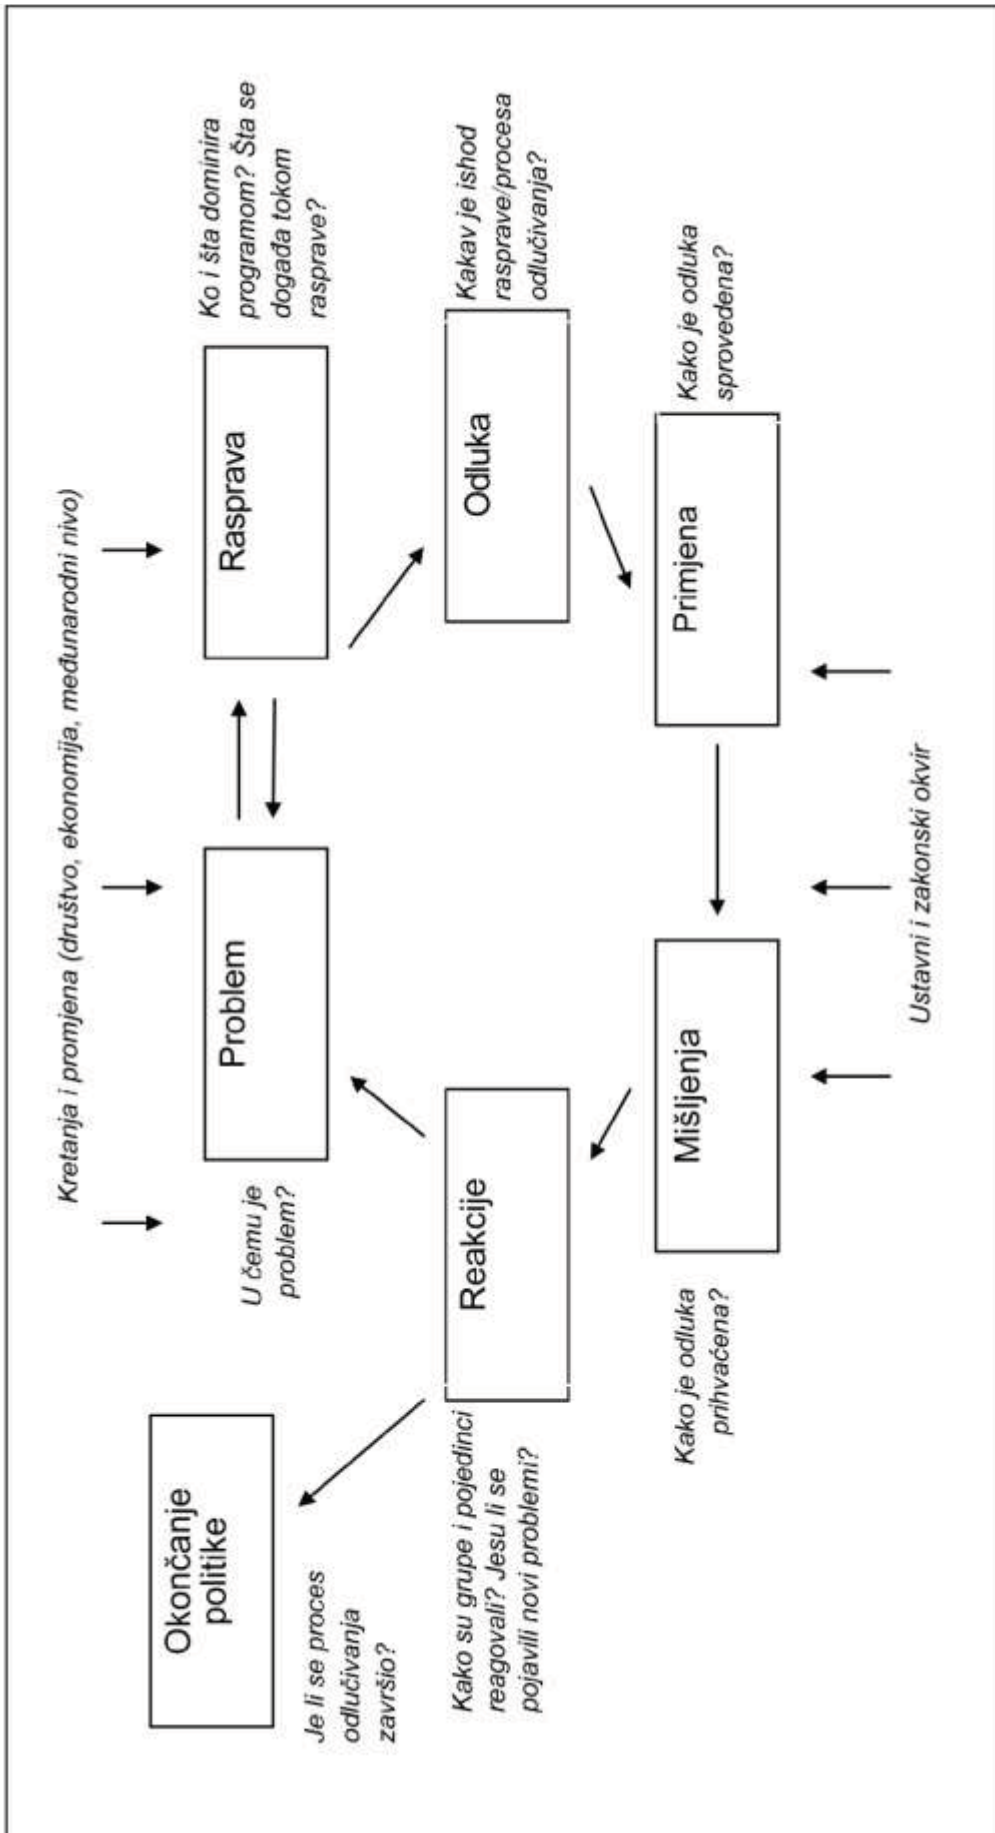 Kretanja i promjena (društvo, ekonomija, međunarodni nivo)
Okončanje
politike
Je li se proces
odlučivanja
završio?
U čemu je
problem?
Problem
Rasprava
Ko i šta dominira
programom? Šta se
događa tokom
rasprave?
Kako su grupe i pojedinci
reagovali? Jesu li se
pojavili novi problemi?
Reakcije
Odluka
Kakav je ishod
rasprave/procesa
odlučivanja?
Kako je odluka
prihvaćena?
Mišljenja
Primjena
Kako je odluka
sprovedena?
Ustavni i zakonski okvir